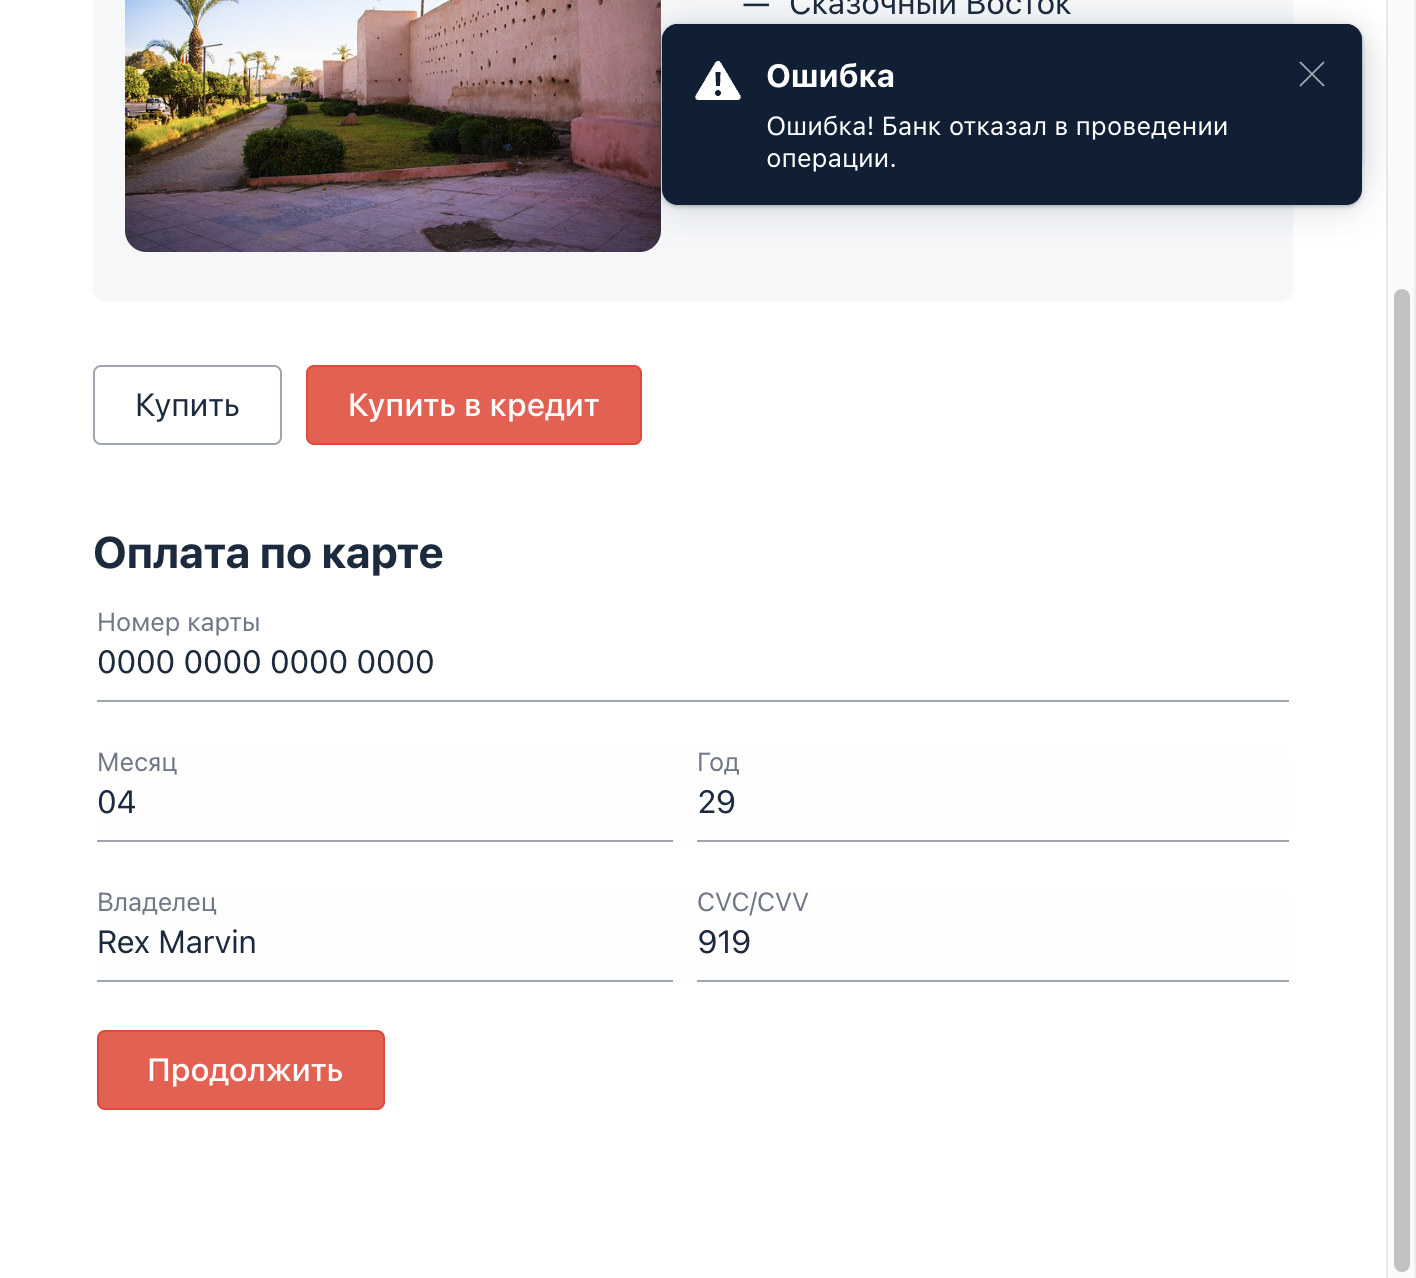 — Сказочный Восток
Ошибка
Ошибка! Банк отказал в проведении
операции.
Купить
Купить в кредит
Оплата по карте
Номер карты
0000 0000 0000 0000
Месяц
Год
04
29
Владелец
CVC/CVV
Rex Marvin
919
Продолжить